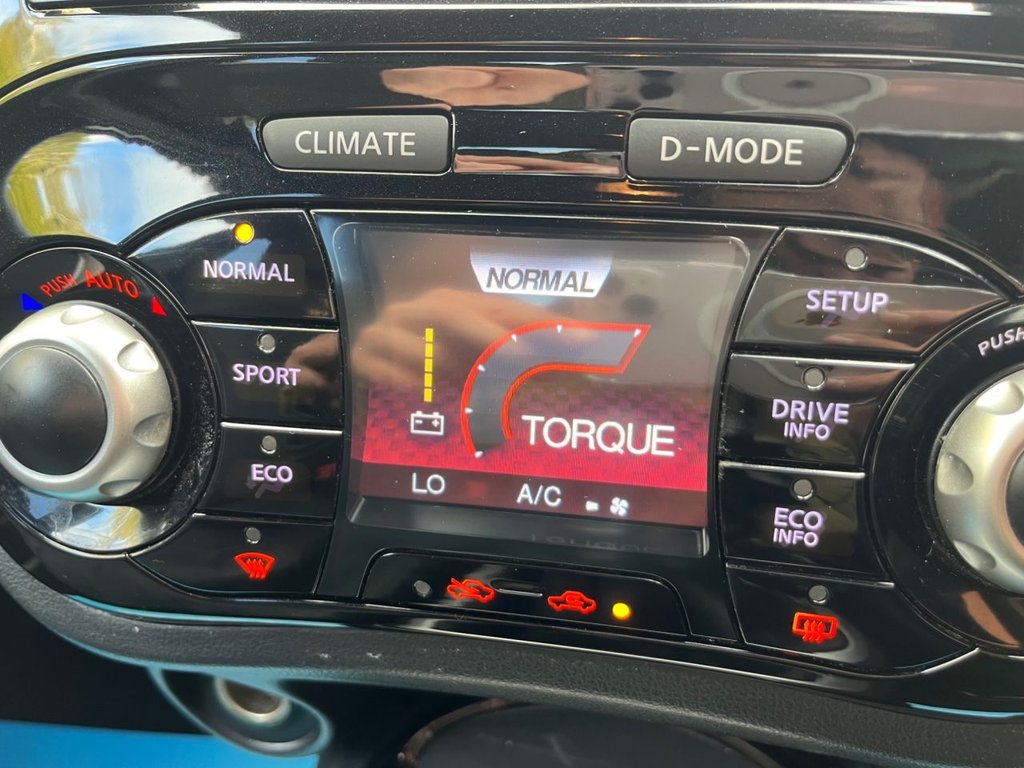 CLIMATE
D-MODE
PUSH AUTO
NORMAL
SPORT
ECO
NORMAL
TORQUE
LO
A/C
SETUP
DRIVE
INFO
ECO
INFO
PUSH